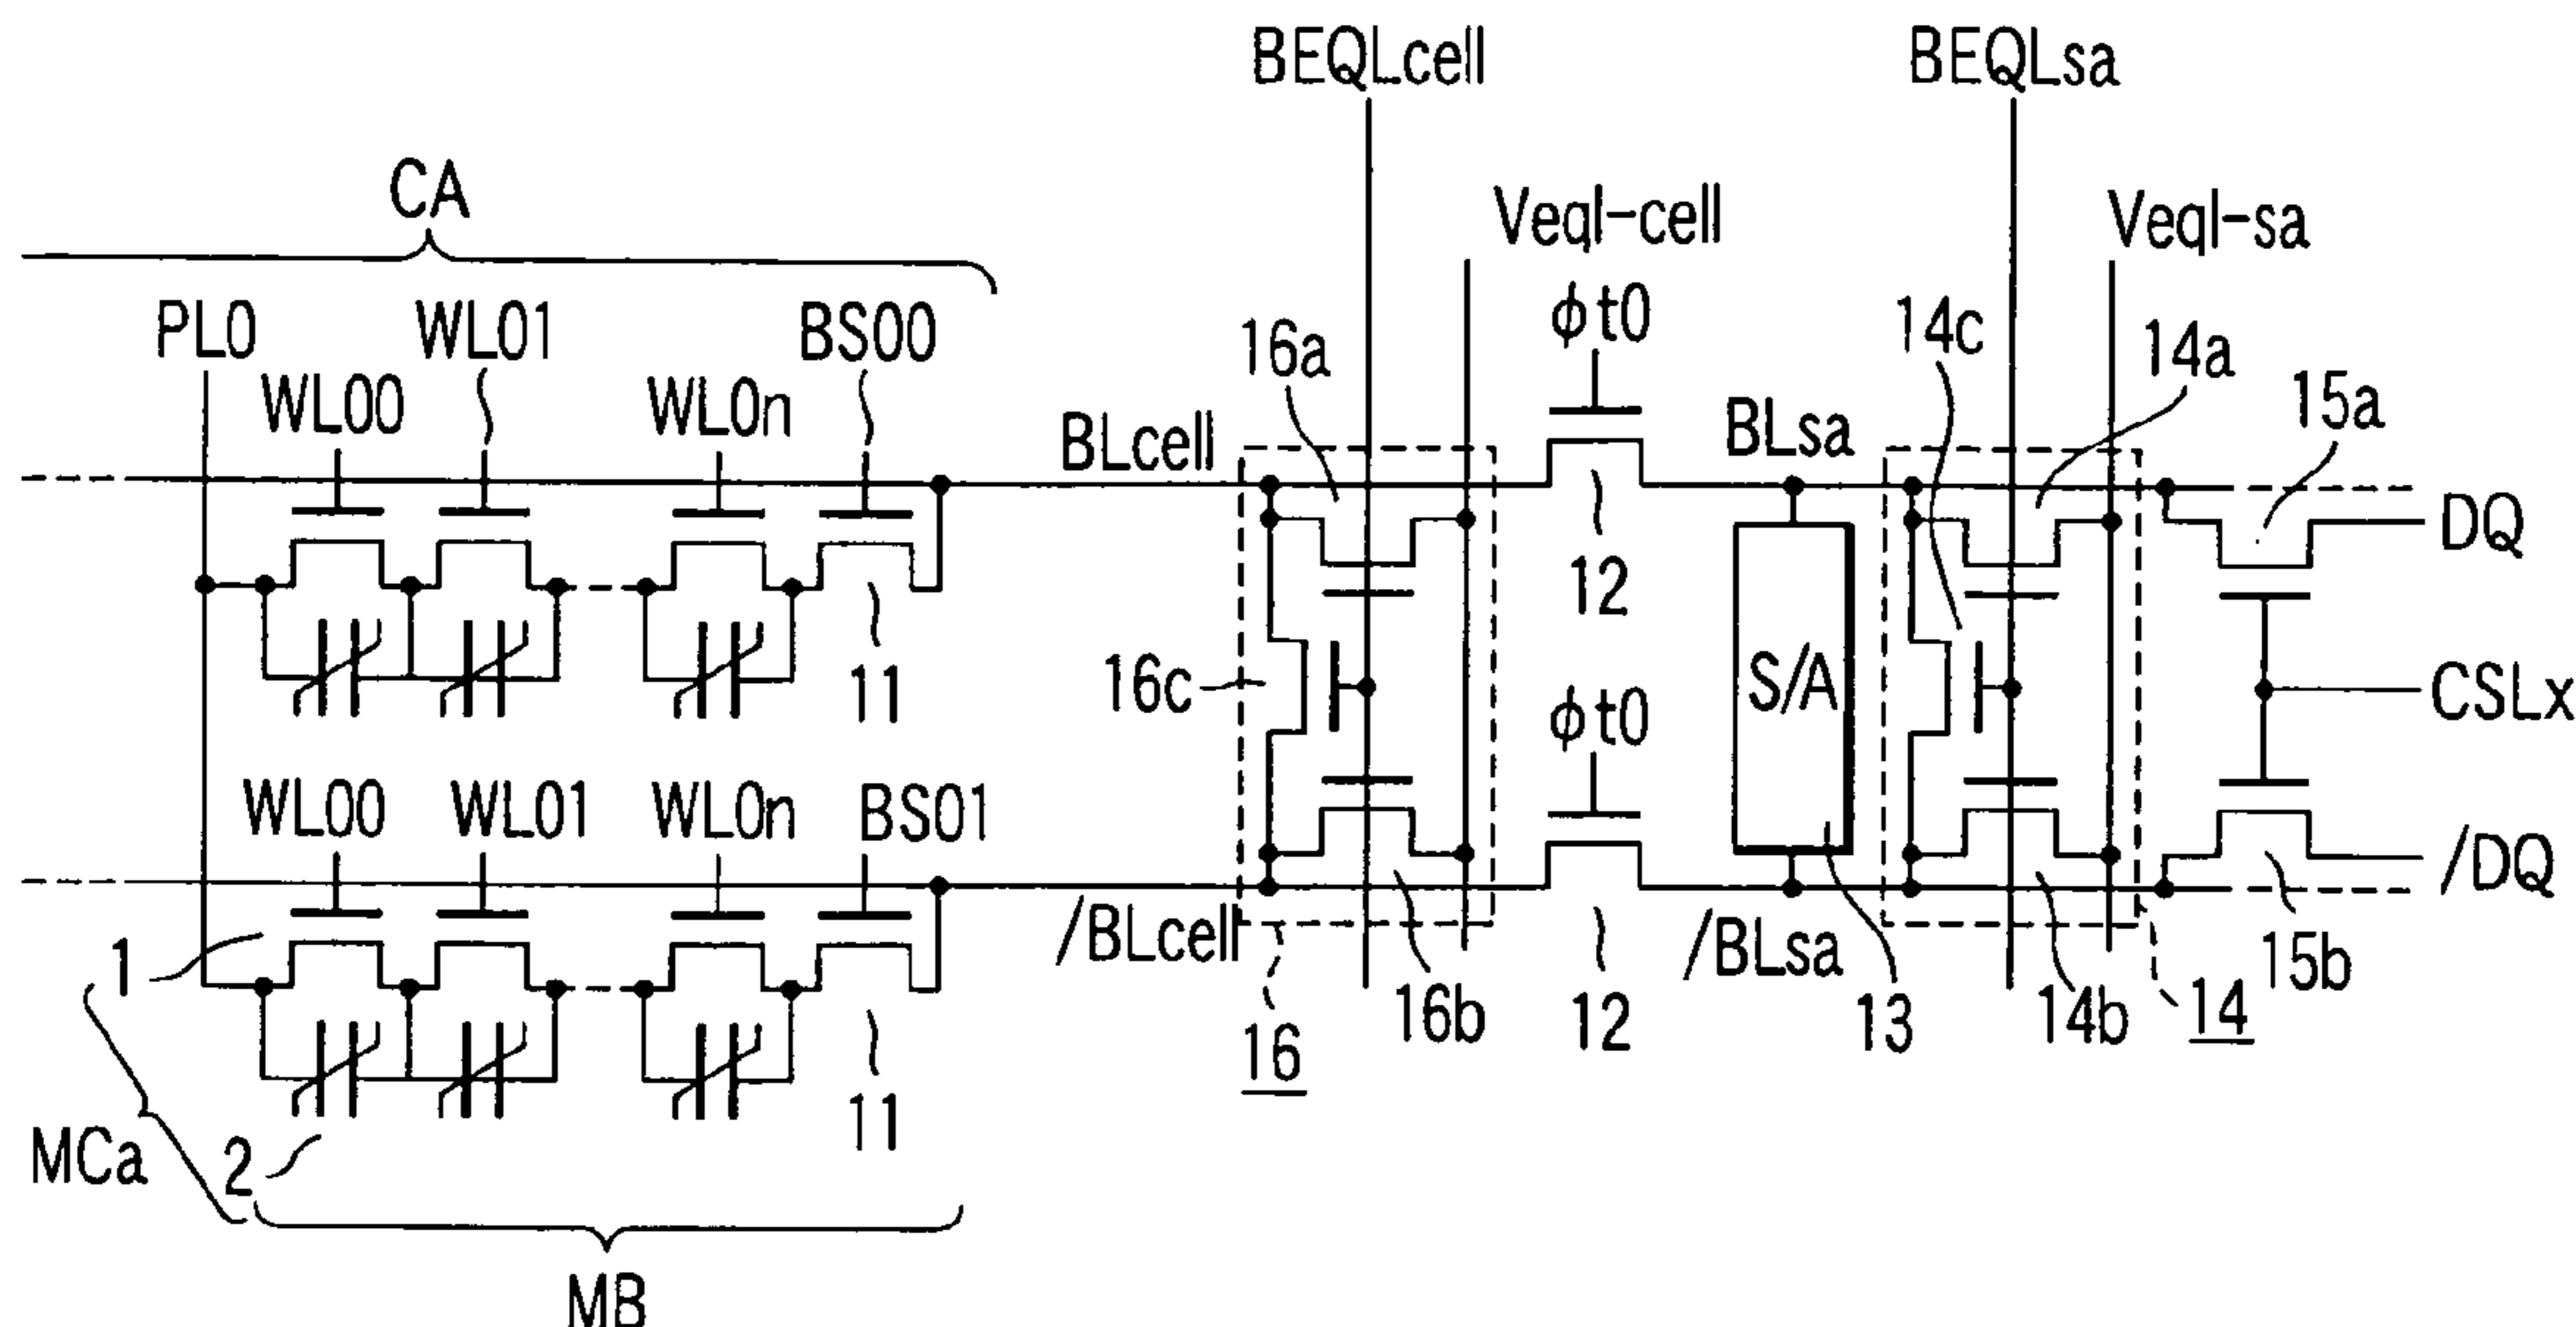 BEQLcell
BEQLsa
CA
Veql-cell
Veql-sa
PL0
WL00
WL01
WL0n
BS00
16a
φt0
14c
14a
15a
BLcell
BLsa
12
DQ
16c
11
φt0
S/A
CSLx
WL00
WL01
WL0n
BS01
/BLcell
/BLsa
/DQ
1
16
16b
12
13
14b
14
15b
MCa
2
11
MB